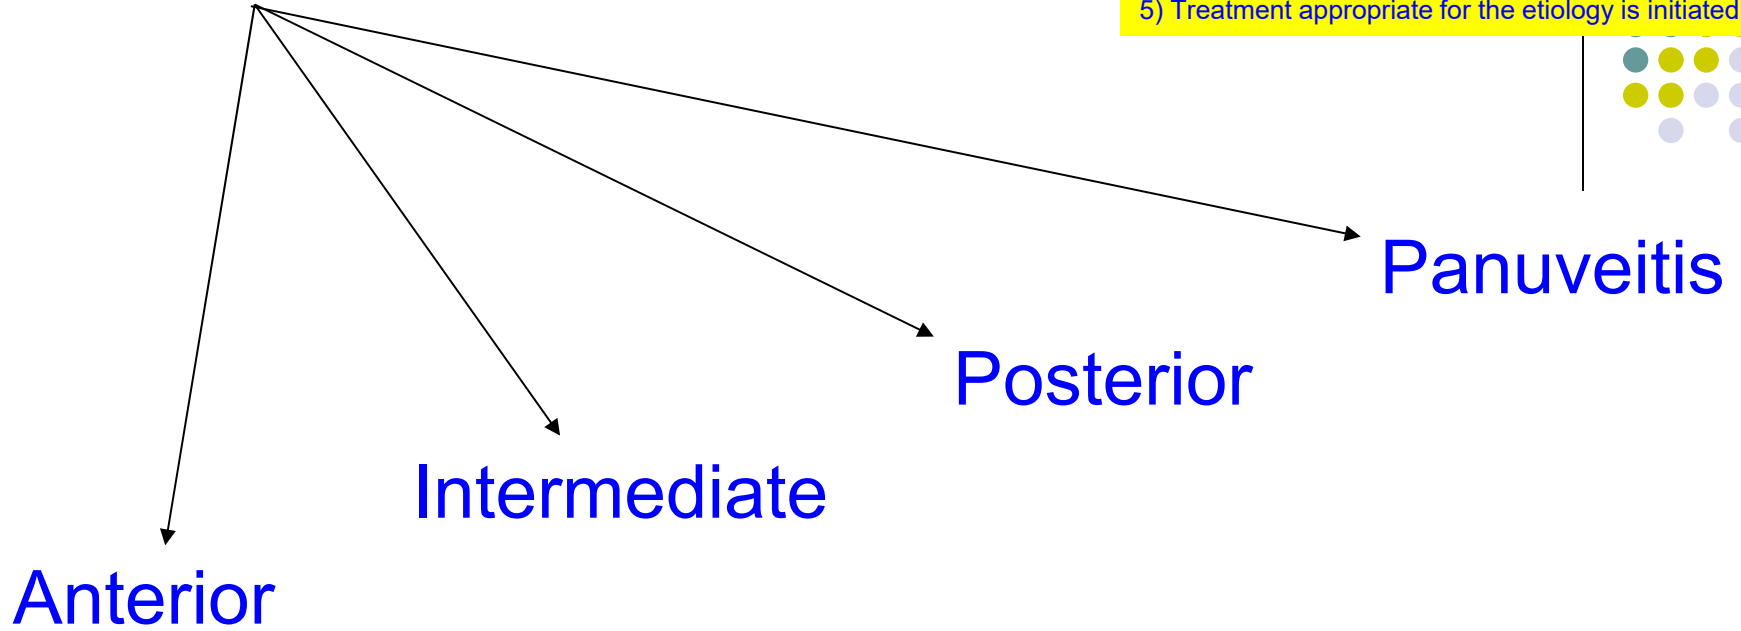 5) Treatment appropriate for the etiology is initiated
Panuveitis
Posterior
Intermediate
Anterior